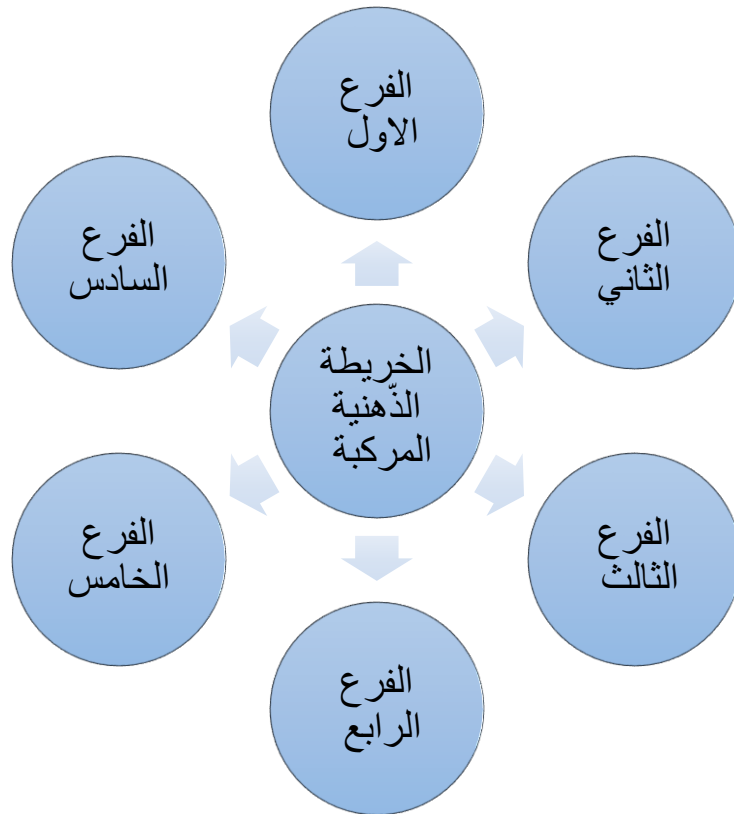 الفرع
الاول
الفرع
الثاني
الفرع
الثالث
الفرع
الرابع
الفرع
الخامس
الفرع
السادس
الخريطة
الذّهنية
المركبة